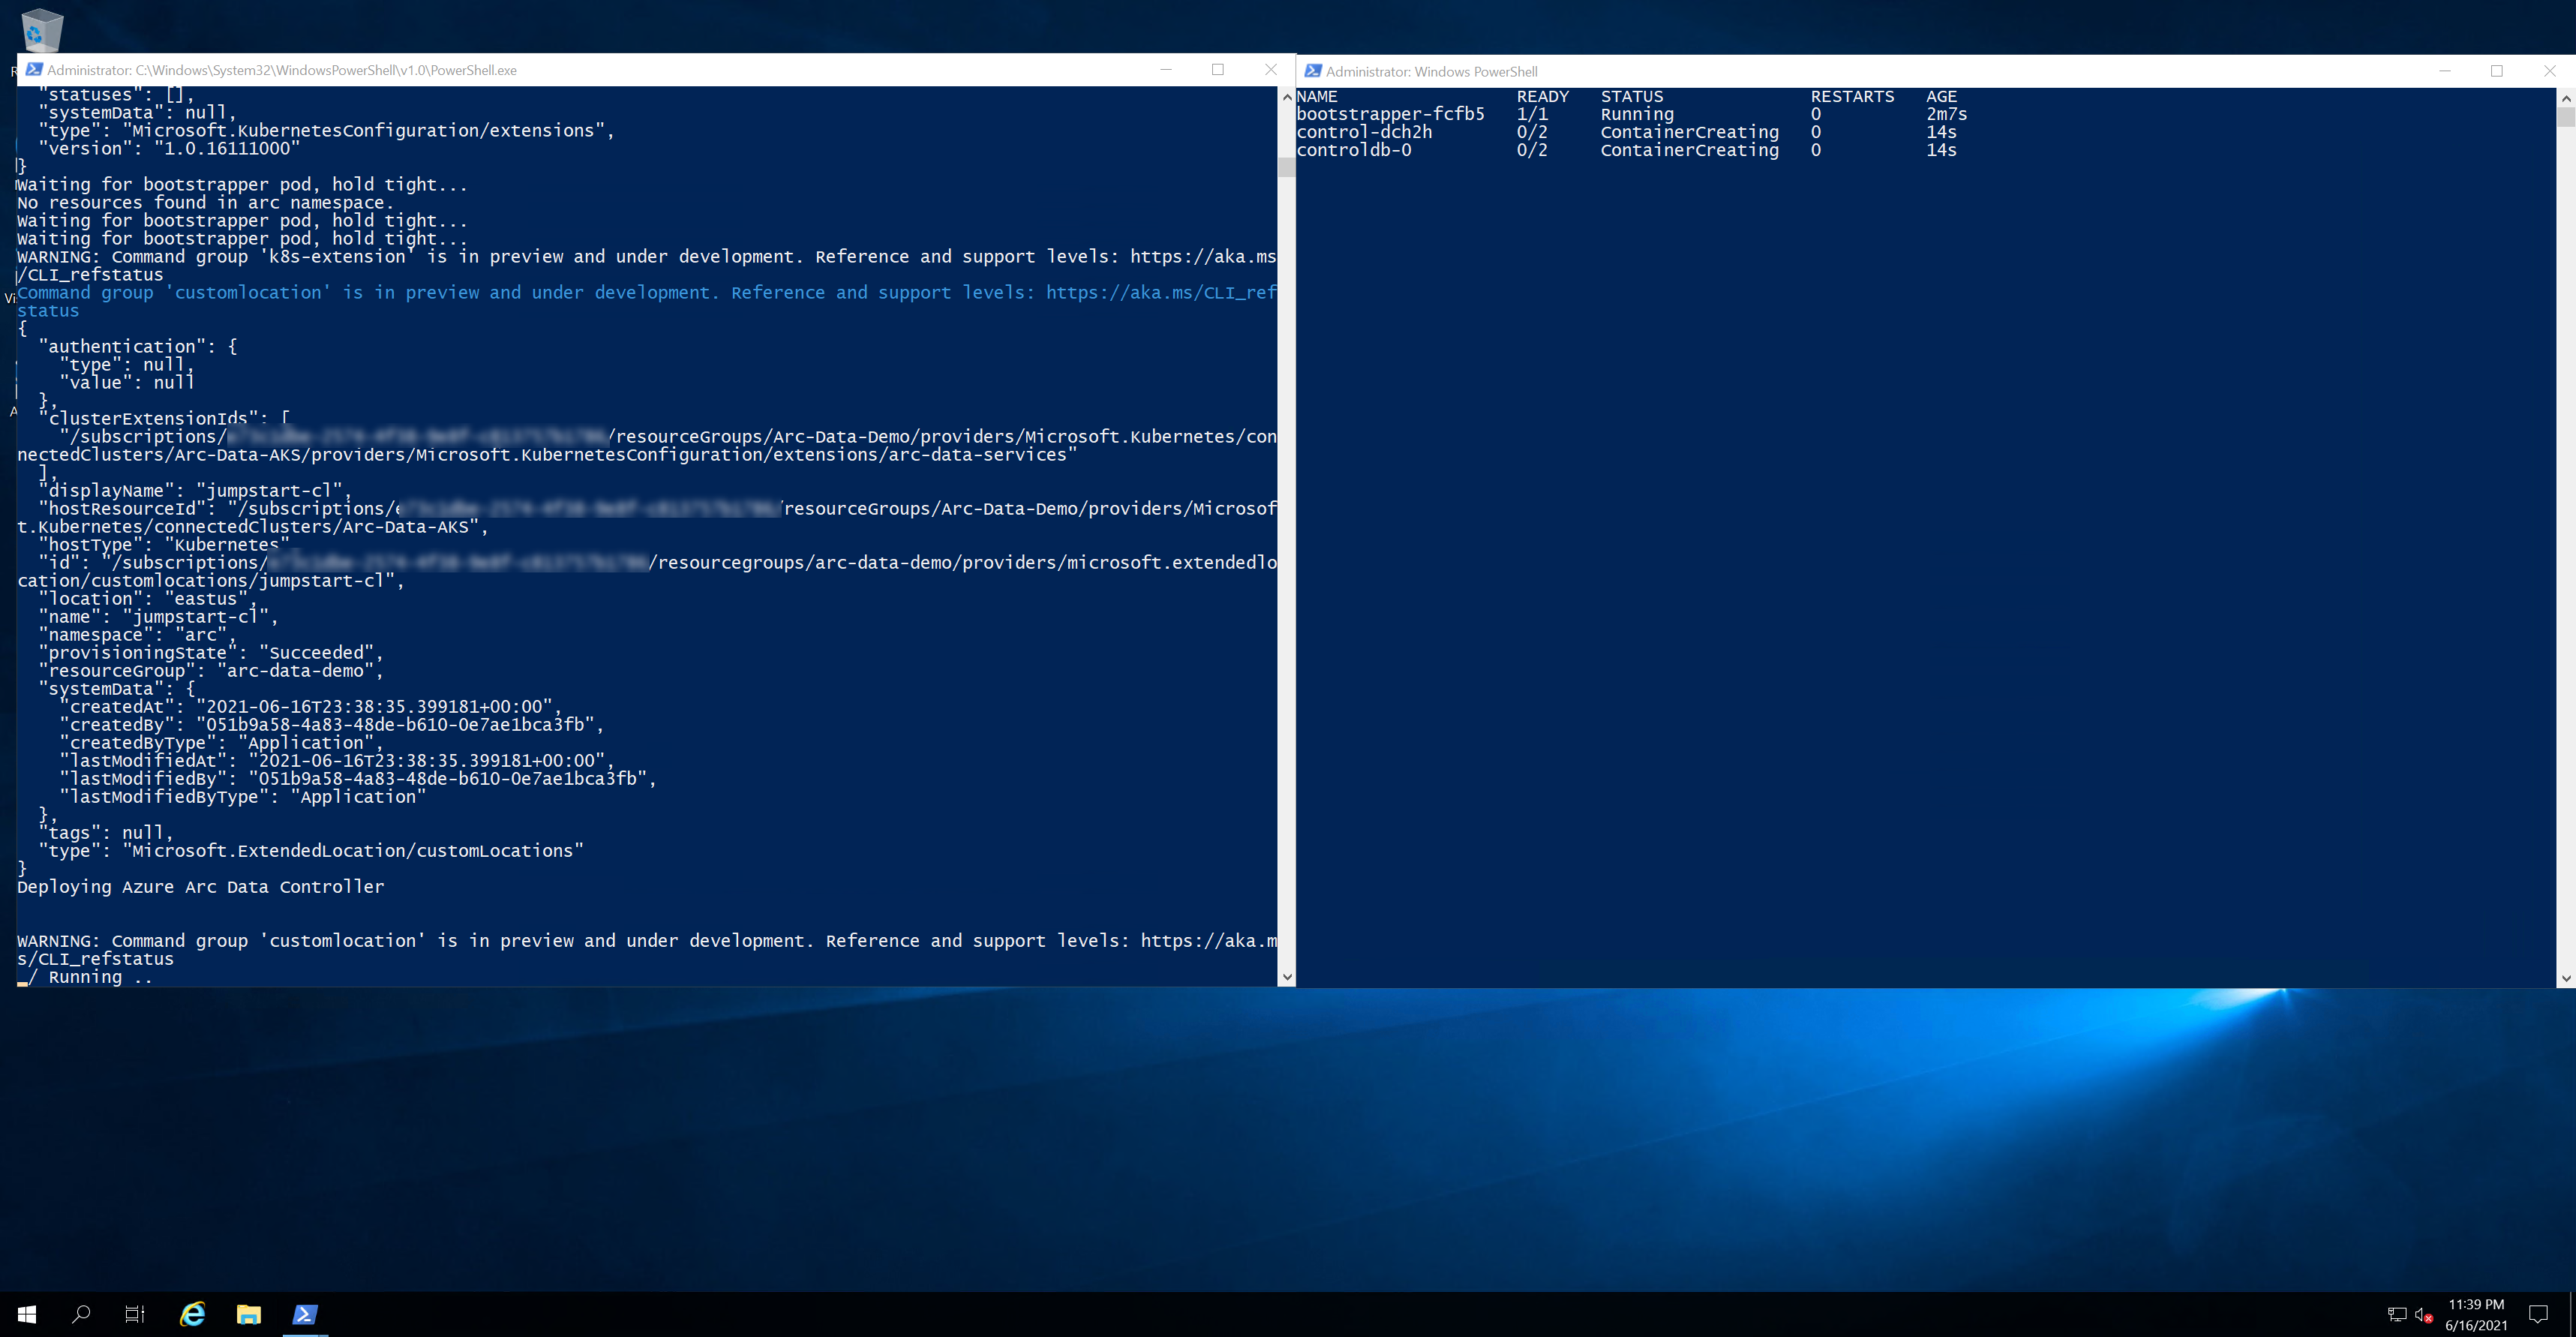 Administrator: C:\Windows\System32\WindowsPowerShell\v1.0\PowerShell.exe
"statuses": [],
"systemData": null,
"type": "Microsoft.KubernetesConfiguration/extensions",
"version": "1.0.16111000"
}
Waiting for bootstrapper pod, hold tight...
No resources found in arc namespace.
Waiting for bootstrapper pod, hold tight...
Waiting for bootstrapper pod, hold tight...
WARNING: Command group 'k8s-extension' is in preview and under development. Reference and support levels: https://aka.ms
/CLI_refstatus
Command group 'customlocation' is in preview and under development. Reference and support levels: https://aka.ms/CLI_ref
status
{
"authentication": {
"type": null,
"value": null
},
"clusterExtensionIds": [
"/subscriptions/ /resourceGroups/Arc-Data-Demo/providers/Microsoft.Kubernetes/con
nectedClusters/Arc-Data-AKS/providers/Microsoft.KubernetesConfiguration/extensions/arc-data-services"
],
"displayName": "jumpstart-cl",
"hostResourceId": "/subscriptions/ resourceGroups/Arc-Data-Demo/providers/Microsof
t.Kubernetes/connectedClusters/Arc-Data-AKS",
"hostType": "Kubernetes"
"id": "/subscriptions/ /resourcegroups/arc-data-demo/providers/microsoft.extendedlo
cation/customlocations/jumpstart-cl",
"location": "eastus",
"name": "jumpstart-cl",
"namespace": "arc",
"provisioningState": "Succeeded",
"resourceGroup": "arc-data-demo",
"systemData": {
"createdAt": "2021-06-16T23:38:35.399181+00:00",
"createdBy": "051b9a58-4a83-48de-b610-0e7ae1bca3fb",
"createdByType": "Application",
"lastModifiedAt": "2021-06-16T23:38:35.399181+00:00",
"lastModifiedBy": "051b9a58-4a83-48de-b610-0e7ae1bca3fb",
"lastModifiedByType": "Application"
},
"tags": null,
"type": "Microsoft.ExtendedLocation/customLocations"
}
Deploying Azure Arc Data Controller
WARNING: Command group 'customlocation' is in preview and under development. Reference and support levels: https://aka.m
s/CLI_refstatus
/ Running ..
Administrator: Windows PowerShell
NAME READY STATUS RESTARTS AGE
bootstrapper-fcfb5 1/1 Running 0 2m7s
control-dch2h 0/2 ContainerCreating 0 14s
controldb-0 0/2 ContainerCreating 0 14s
11:39 PM
6/16/2021